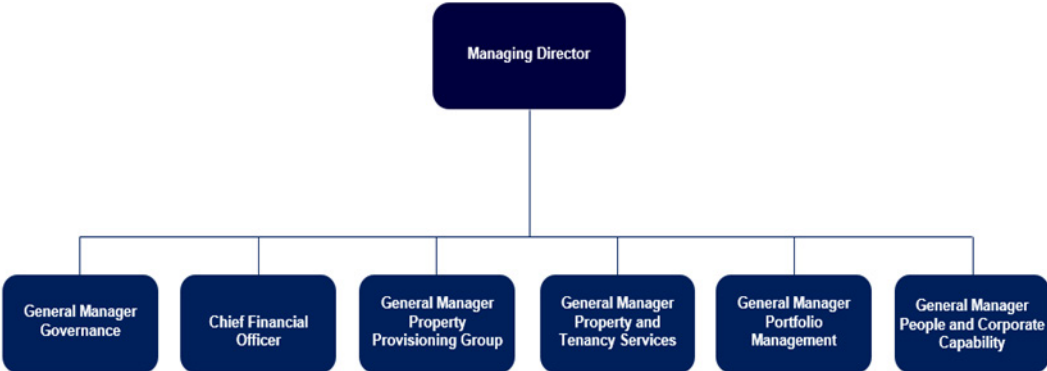 Managing Director
General Manager
Governance
Chief Financial
Officer
General Manager
Property
Provisioning Group
General Manager
Property and
Tenancy Services
General Manager
Portfolio
Management
General Manager
People and Corporate
Capability